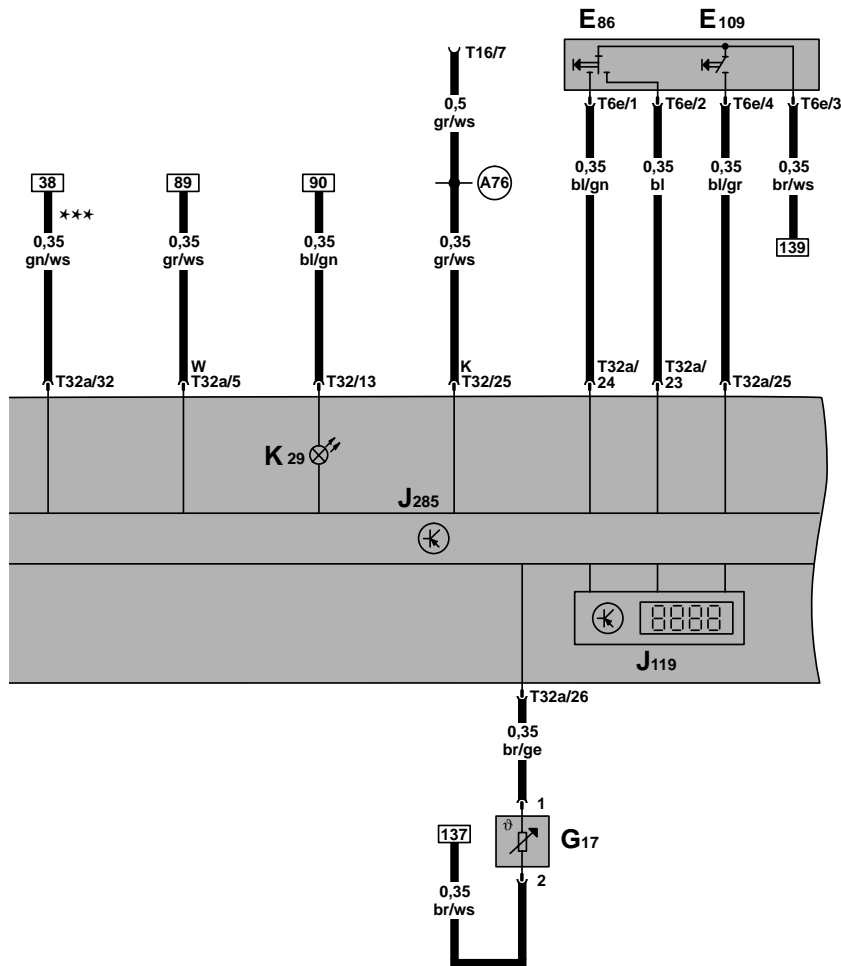 E86 E109
T16/7
T6e/1 T6e/2 T6e/4 T6e/3
0,5
gr/ws
38 89 90 A76
0,35
bl/gn
0,35
bl
0,35
bl/gr
0,35
br/ws
***
139
0,35
gn/ws
0,35
gr/ws
0,35
bl/gn
0,35
gr/ws
W K
T32a/32 T32a/5 T32/13 T32/25 T32a/24 T32a/23 T32a/25
K29
J285
8888
J119
T32a/26
0,35
br/ge
1
137 ϑ G17
2
0,35
br/ws